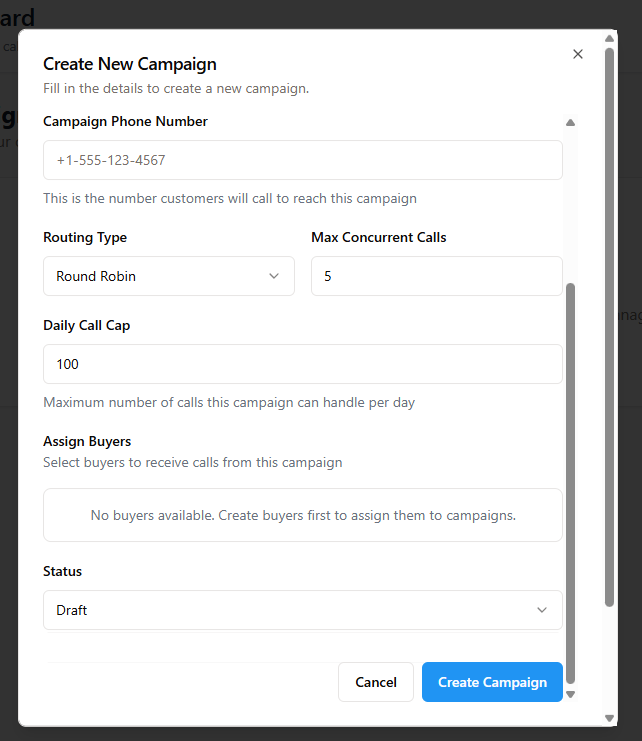 ard
ca
Create New Campaign
Fill in the details to create a new campaign.
Campaign Phone Number
+1-555-123-4567
This is the number customers will call to reach this campaign
Routing Type
Max Concurrent Calls
Round Robin
5
Daily Call Cap
100
Maximum number of calls this campaign can handle per day
Assign Buyers
Select buyers to receive calls from this campaign
No buyers available. Create buyers first to assign them to campaigns.
Status
Draft
Cancel
Create Campaign